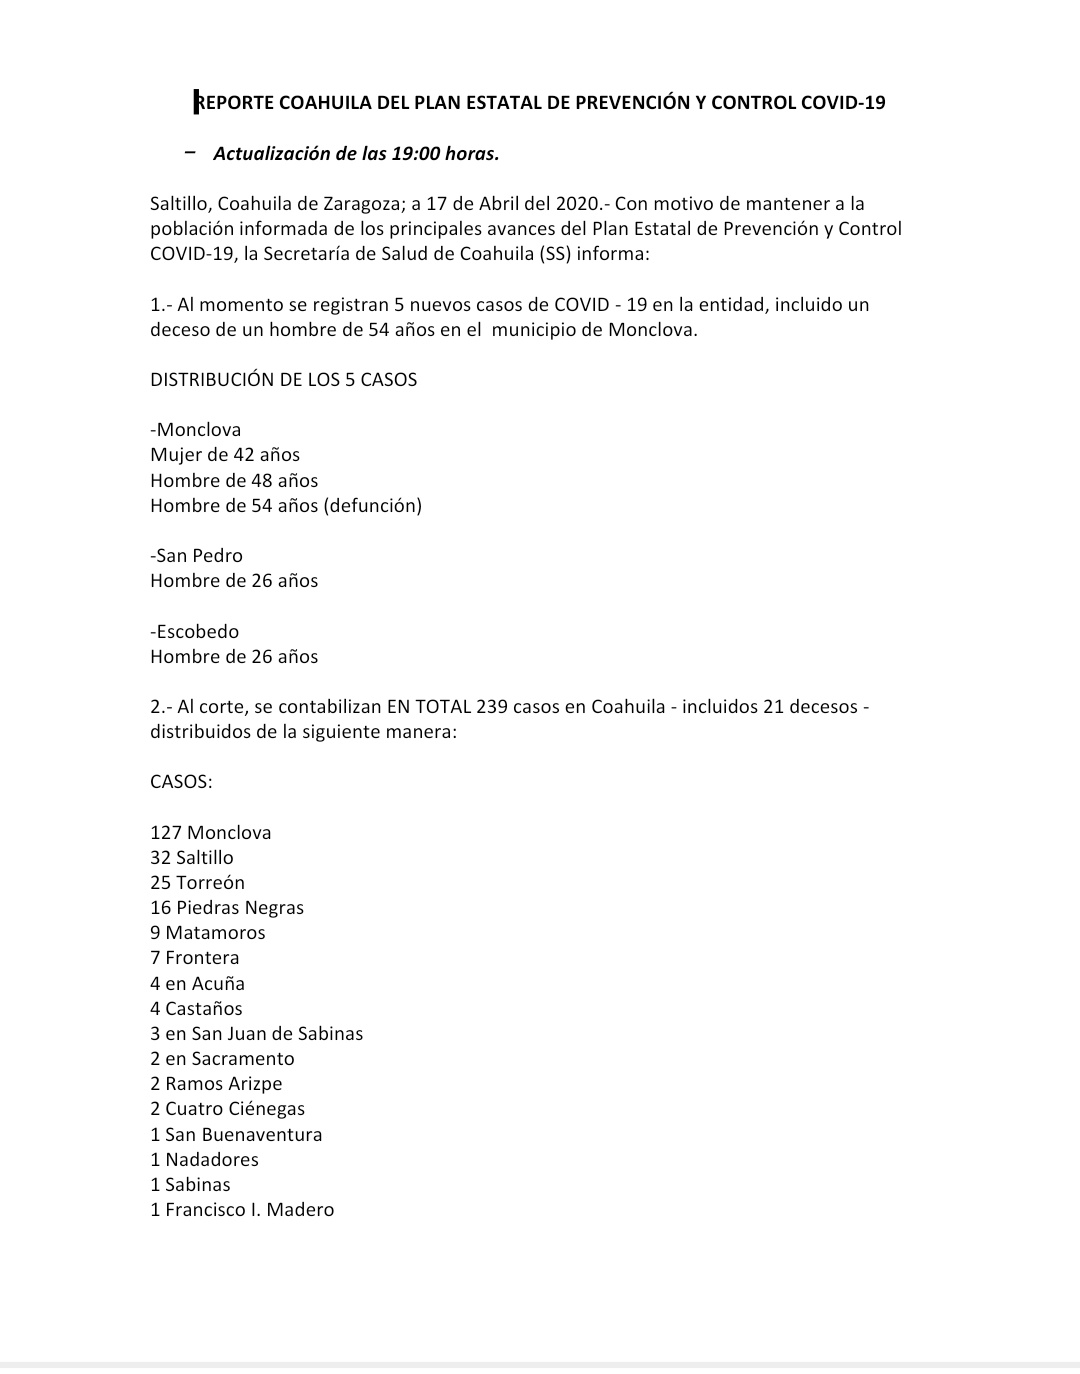 REPORTE COAHUILA DEL PLAN ESTATAL DE PREVENCIÓN Y CONTROL COVID-19
– Actualización de las 19:00 horas.
Saltillo, Coahuila de Zaragoza; a 17 de Abril del 2020.- Con motivo de mantener a la
población informada de los principales avances del Plan Estatal de Prevención y Control
COVID-19, la Secretaría de Salud de Coahuila (SS) informa:
1.- Al momento se registran 5 nuevos casos de COVID - 19 en la entidad, incluido un
deceso de un hombre de 54 años en el  municipio de Monclova.
DISTRIBUCIÓN DE LOS 5 CASOS
-Monclova
Mujer de 42 años
Hombre de 48 años
Hombre de 54 años (defunción)
-San Pedro
Hombre de 26 años
-Escobedo
Hombre de 26 años
2.- Al corte, se contabilizan EN TOTAL 239 casos en Coahuila - incluidos 21 decesos -
distribuidos de la siguiente manera:
CASOS:
127 Monclova
32 Saltillo
25 Torreón
16 Piedras Negras
9 Matamoros
7 Frontera
4 en Acuña
4 Castaños
3 en San Juan de Sabinas
2 en Sacramento
2 Ramos Arizpe
2 Cuatro Ciénegas
1 San Buenaventura
1 Nadadores
1 Sabinas
1 Francisco I. Madero